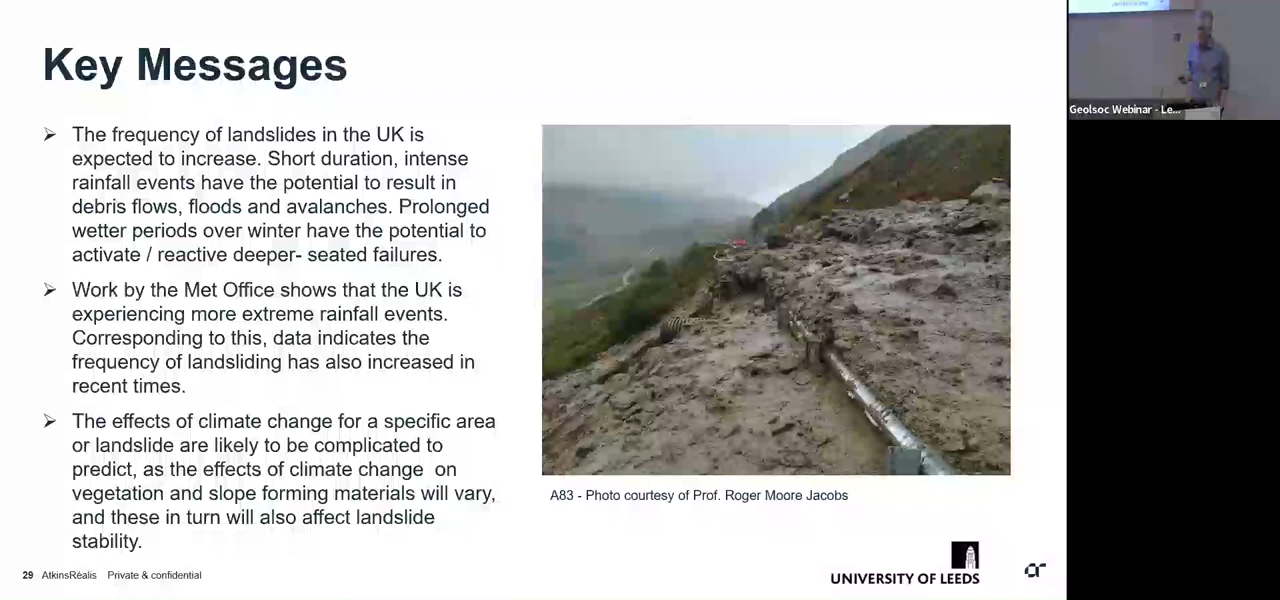 Key Messages
➢ The frequency of landslides in the UK is
expected to increase. Short duration, intense
rainfall events have the potential to result in
debris flows, floods and avalanches. Prolonged
wetter periods over winter have the potential to
activate / reactive deeper- seated failures.
➢ Work by the Met Office shows that the UK is
experiencing more extreme rainfall events.
Corresponding to this, data indicates the
frequency of landsliding has also increased in
recent times.
➢ The effects of climate change for a specific area
or landslide are likely to be complicated to
predict, as the effects of climate change on
vegetation and slope forming materials will vary,
and these in turn will also affect landslide
stability.
A83 - Photo courtesy of Prof. Roger Moore Jacobs
29 AtkinsRéalis Private & confidential
UNIVERSITY OF LEEDS
Geolsoc Webinar - Le...